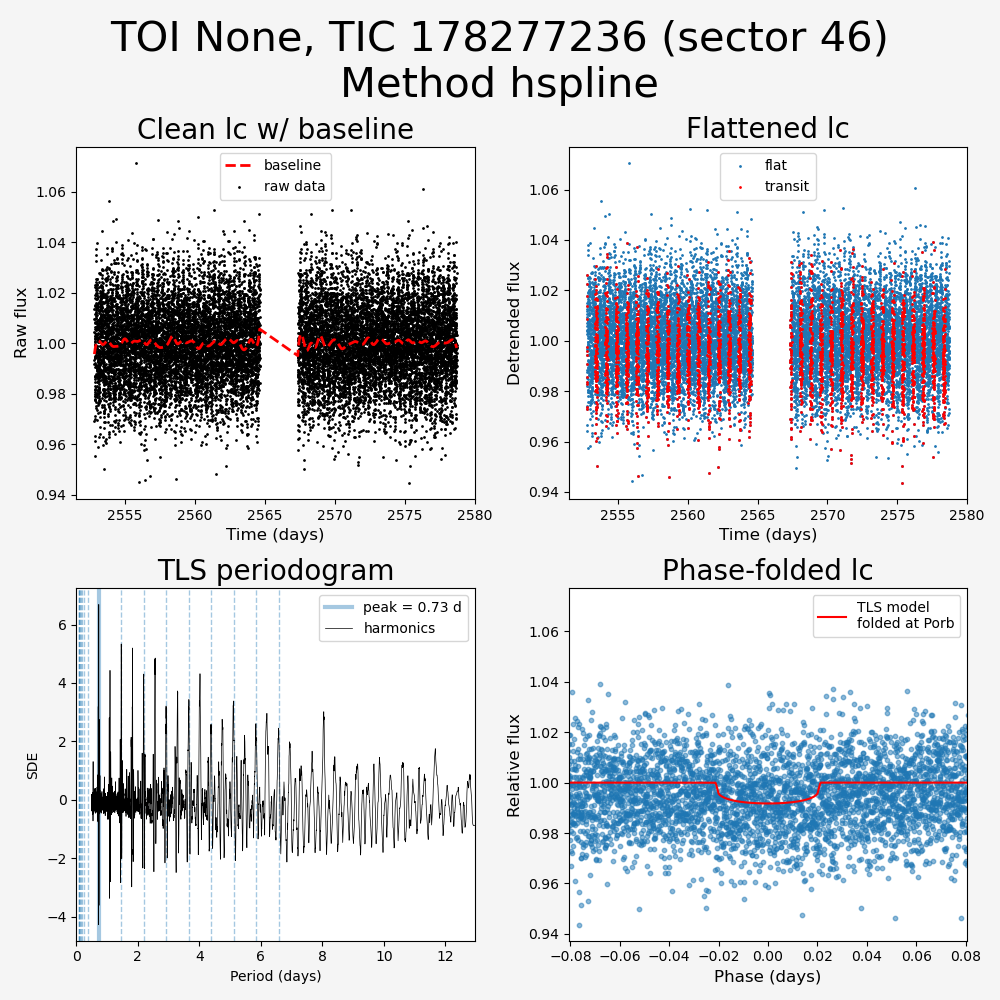 TOI None, TIC 178277236 (sector 46)
Method hspline
Clean lc w/ baseline
baseline
raw data
1.06
1.04
1.02
1.00
0.98
0.96
0.94
Raw flux
2555
2560
2565
2570
2575
2580
Time (days)
Flattened lc
flat
transit
1.06
1.04
1.02
1.00
0.98
0.96
0.94
Detrended flux
2555
2560
2565
2570
2575
2580
Time (days)
TLS periodogram
peak = 0.73 d
harmonics
6
4
2
0
−2
−4
SDE
0
2
4
6
8
10
12
Period (days)
Phase-folded lc
TLS model
folded at Porb
1.06
1.04
1.02
1.00
0.98
0.96
0.94
Relative flux
−0.08
−0.06
−0.04
−0.02
0.00
0.02
0.04
0.06
0.08
Phase (days)